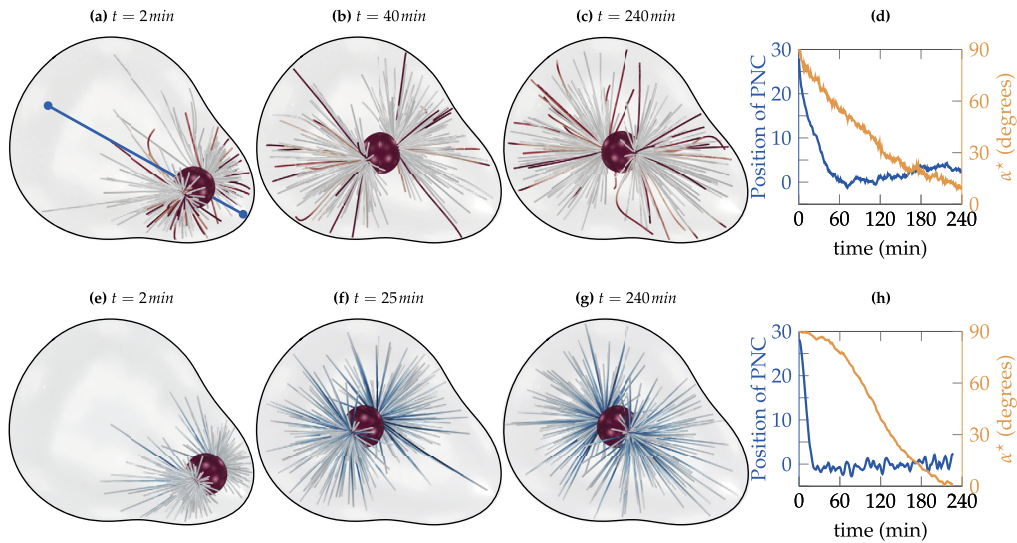 (a) t = 2min
(b) t = 40min
(c) t = 240min
(d)
30
20
10
0
Position of PNC
90
60
30
0
α* (degrees)
0 60 120 180 240
time (min)
(e) t = 2min
(f) t = 25min
(g) t = 240min
(h)
30
20
10
0
Position of PNC
90
60
30
0
α* (degrees)
0 60 120 180 240
time (min)